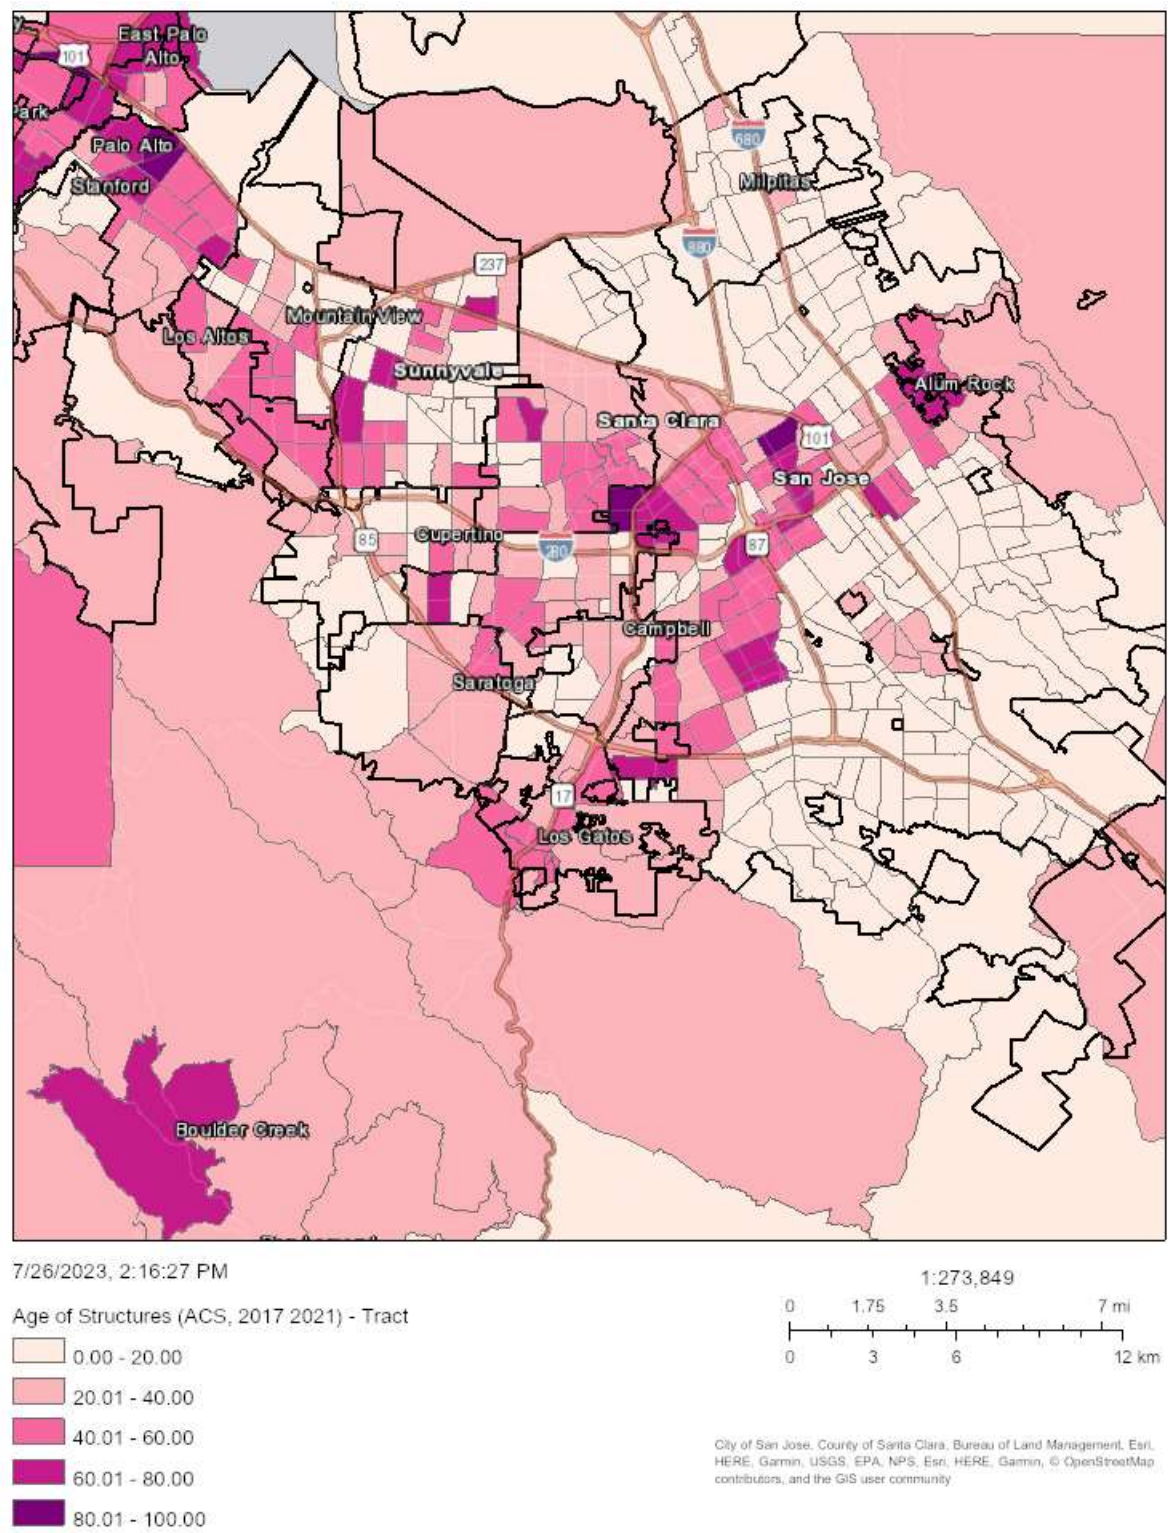 y
East Palo
Alto
101
Park
680
Palo Alto
Milpitas
Stanford
880
237
Mountain View
Los Altos
Sunnyvale
Alum Rock
Santa Clara
101
San Jose
85
Cupertino
280
87
Campbell
Saratoga
17
Los Gatos
Boulder Creek
7/26/2023, 2:16:27 PM
1:273,849
0 1.75 3.5 7 mi
0 3 6 12 km
Age of Structures (ACS, 2017 2021) - Tract
0.00 - 20.00
20.01 - 40.00
40.01 - 60.00
60.01 - 80.00
80.01 - 100.00
City of San Jose, County of Santa Clara, Bureau of Land Management, Esri,
HERE, Garmin, USGS, EPA, NPS, Esri, HERE, Garmin, © OpenStreetMap
contributors, and the GIS user community